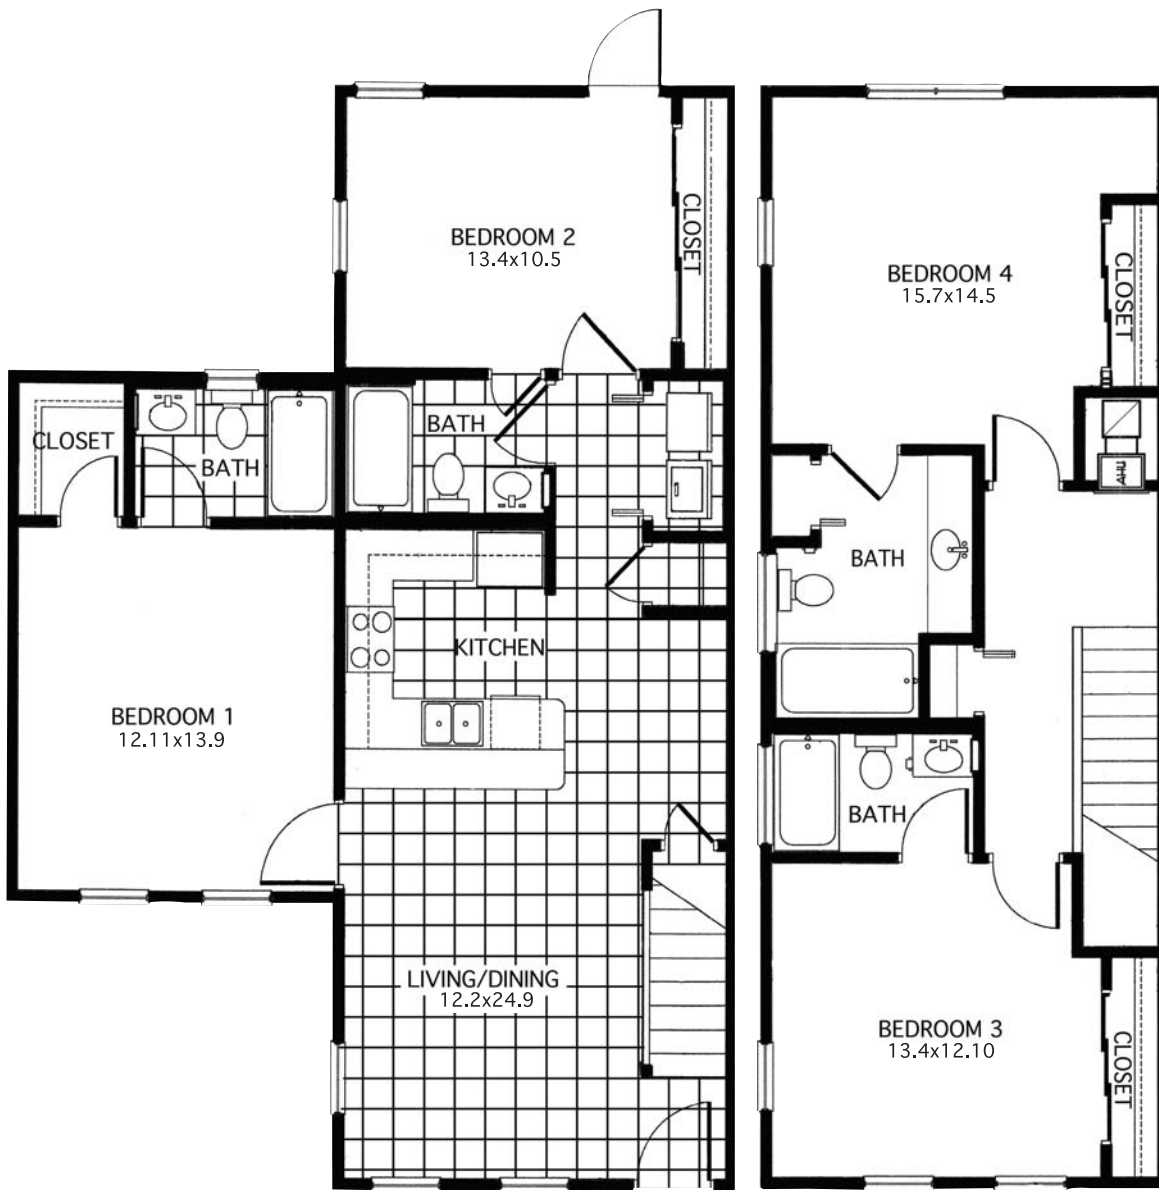 BEDROOM 2
13.4x10.5
CLOSET
BATH
CLOSET
BATH
KITCHEN
BEDROOM 1
12.11x13.9
LIVING/DINING
12.2x24.9
BEDROOM 4
15.7x14.5
CLOSET
AHU
BATH
BATH
BEDROOM 3
13.4x12.10
CLOSET